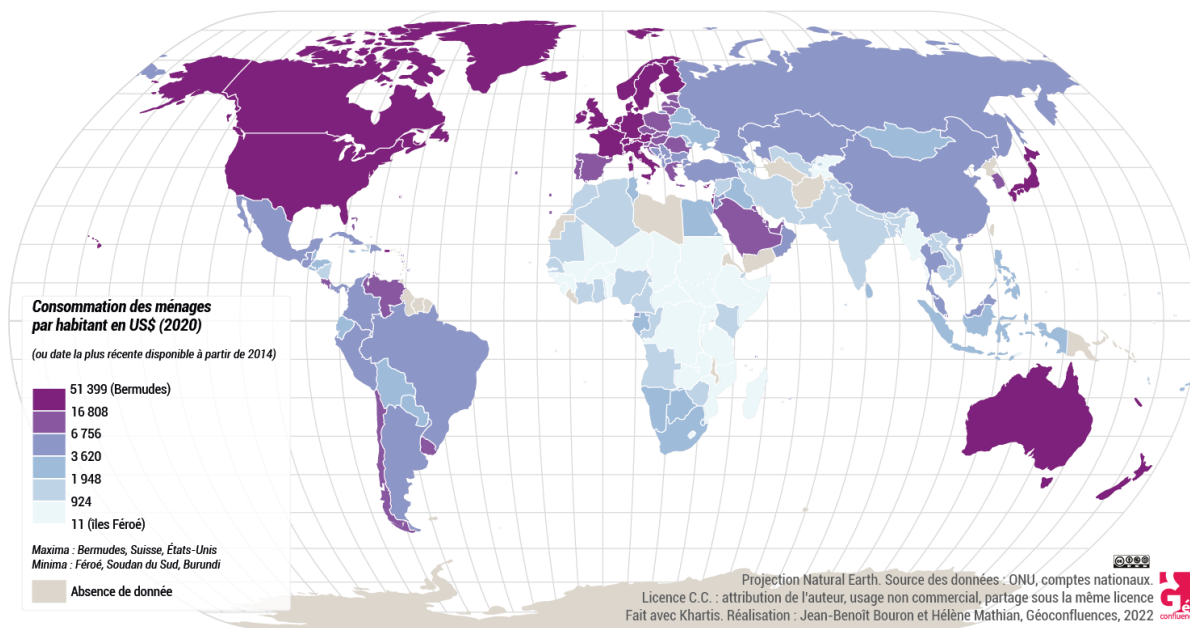 Consommation des ménages
par habitant en US$ (2020)
(ou date la plus récente disponible à partir de 2014)
51 399 (Bermudes)
16 808
6 756
3 620
1 948
924
11 (îles Féroé)
Maxima : Bermudes, Suisse, États-Unis
Minima : Féroé, Soudan du Sud, Burundi
Absence de donnée
Projection Natural Earth. Source des données : ONU, comptes nationaux.
Licence C.C. : attribution de l'auteur, usage non commercial, partage sous la même licence
Fait avec Khartis. Réalisation : Jean-Benoît Bouron et Hélène Mathian, Géoconfluences, 2022